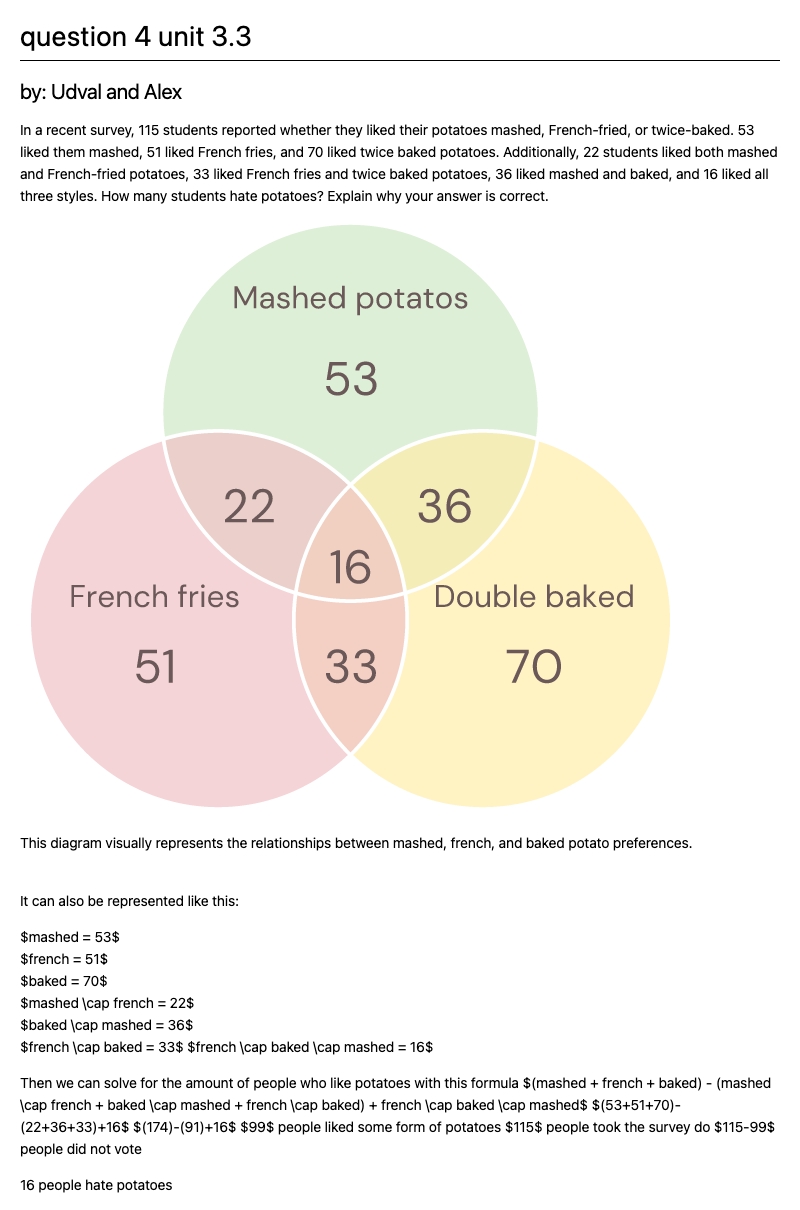 question 4 unit 3.3
by: Udval and Alex
In a recent survey, 115 students reported whether they liked their potatoes mashed, French-fried, or twice-baked. 53
liked them mashed, 51 liked French fries, and 70 liked twice baked potatoes. Additionally, 22 students liked both mashed
and French-fried potatoes, 33 liked French fries and twice baked potatoes, 36 liked mashed and baked, and 16 liked all
three styles. How many students hate potatoes? Explain why your answer is correct.
Mashed potatos
53
22
36
16
French fries
Double baked
51
33
70
This diagram visually represents the relationships between mashed, french, and baked potato preferences.
It can also be represented like this:
$mashed = 53$
$french = 51$
$baked = 70$
$mashed \cap french = 22$
$baked \cap mashed = 36$
$french \cap baked = 33$ $french \cap baked \cap mashed = 16$
Then we can solve for the amount of people who like potatoes with this formula $(mashed + french + baked) - (mashed
\cap french + baked \cap mashed + french \cap baked) + french \cap baked \cap mashed$ $(53+51+70)-
(22+36+33)+16$ $(174)-(91)+16$ $99$ people liked some form of potatoes $115$ people took the survey do $115-99$
people did not vote
16 people hate potatoes